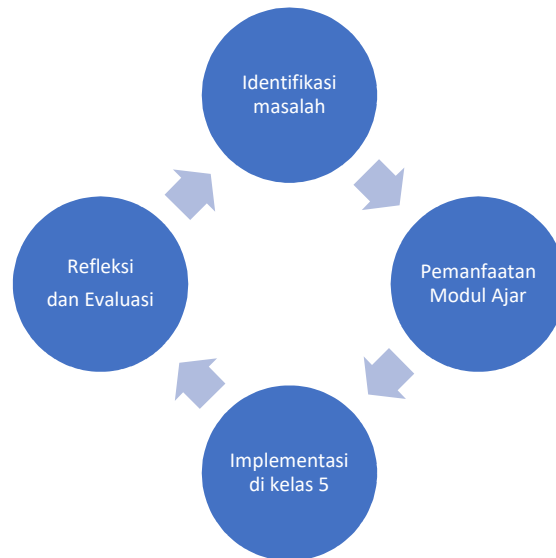 Identifikasi
masalah
Pemanfaatan
Modul Ajar
Implementasi
di kelas 5
Refleksi
dan Evaluasi